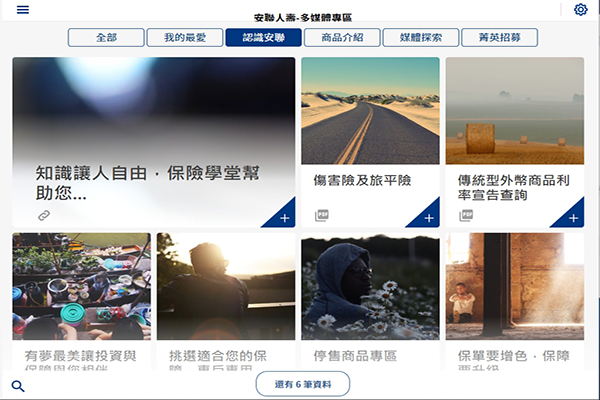 安聯人壽-多媒體專區
全部 我的最愛 認識安聯 商品介紹 媒體探索 菁英招募
知識讓人自由，保險學堂幫
助您...
傷害險及旅平險
PDF
傳統型外幣商品利
率宣告查詢
PDF
有夢最美讓投資與
保障與您相伴
挑選適合您的保
障，專戶專用
停售商品專區
保單要增色，保障
要升級
還有 6 筆資料